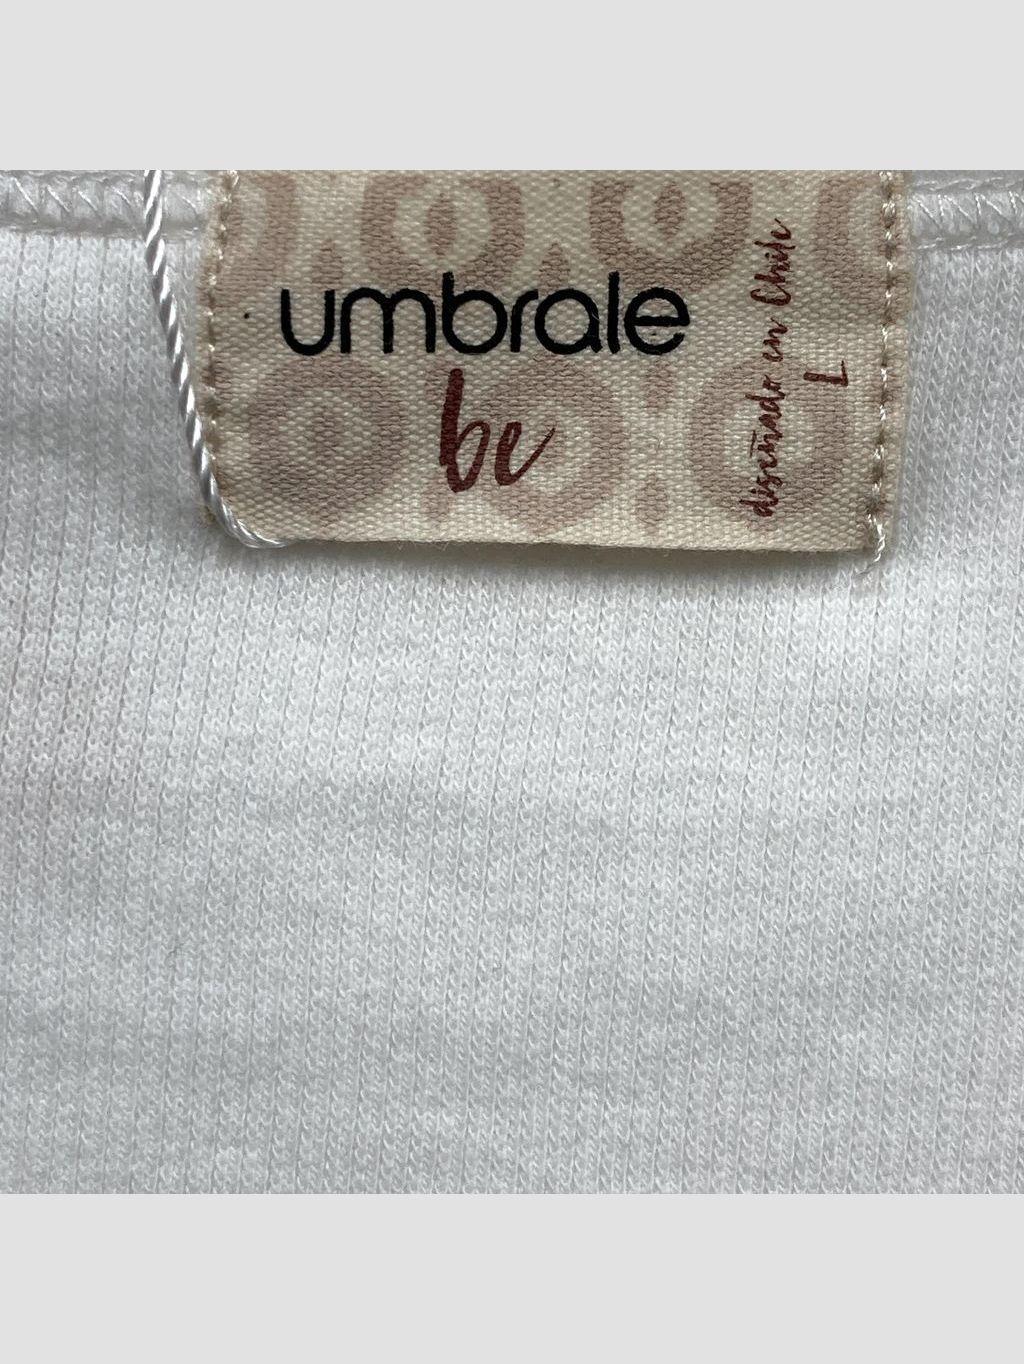 umbrale
be
diseñado en Chile
L